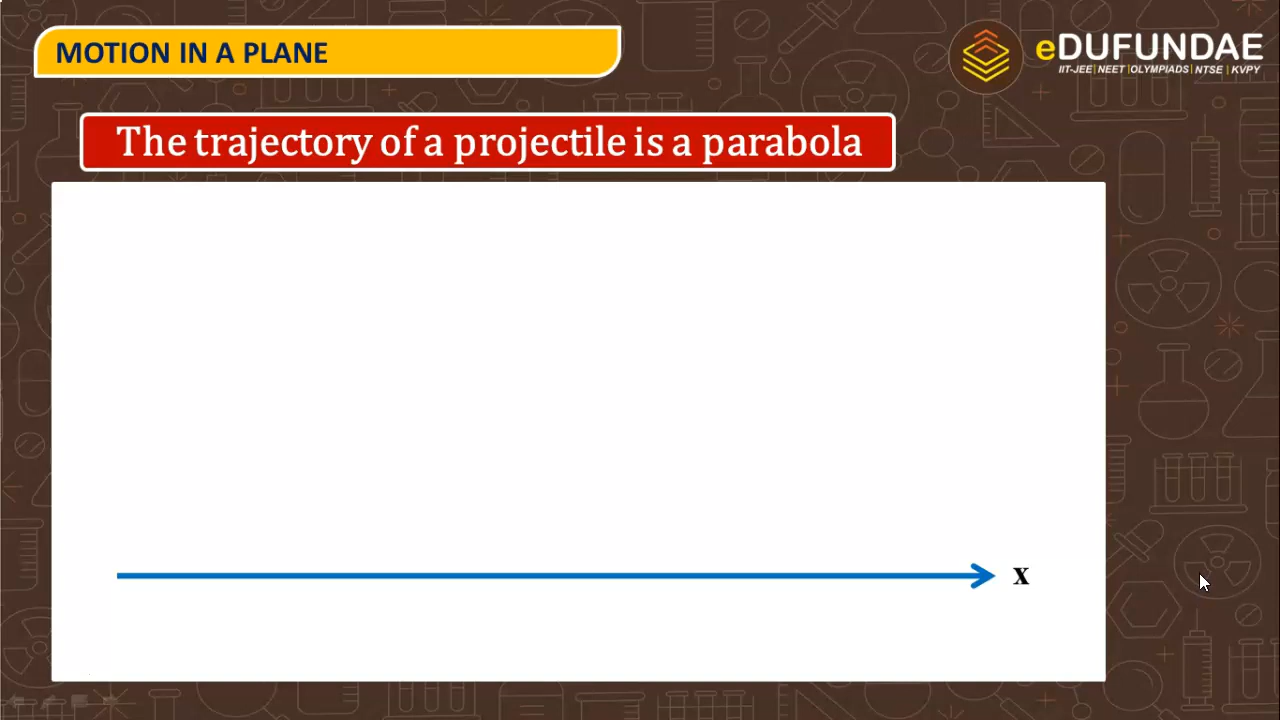 MOTION IN A PLANE
eDUFUNDAE
IIT-JEE|NEET|OLYMPIADS|NTSE|KVPY
The trajectory of a projectile is a parabola
x